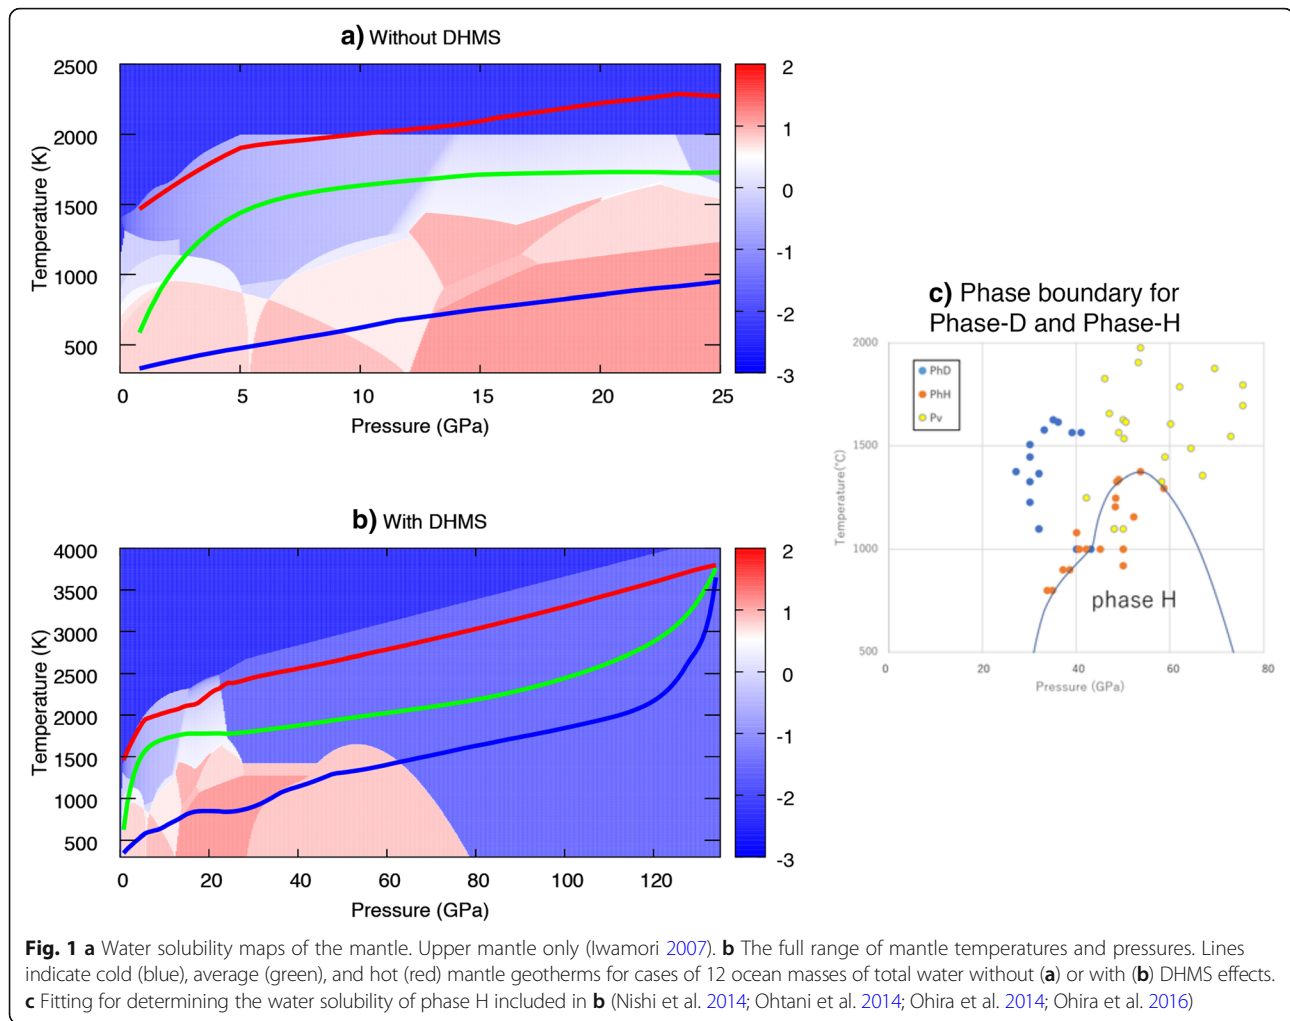 a) Without DHMS
2500
2000
1500
1000
500
Temperature (K)
0 5 10 15 20 25
Pressure (GPa)
2
1
0
-1
-2
-3
b) With DHMS
4000
3500
3000
2500
2000
1500
1000
500
Temperature (K)
0 20 40 60 80 100 120
Pressure (GPa)
2
1
0
-1
-2
-3
c) Phase boundary for
Phase-D and Phase-H
2000
1500
1000
500
Temperature(°C)
PhD
PhH
Pv
phase H
0 20 40 60 80
Pressure (GPa)
Fig. 1 a Water solubility maps of the mantle. Upper mantle only (Iwamori 2007). b The full range of mantle temperatures and pressures. Lines
indicate cold (blue), average (green), and hot (red) mantle geotherms for cases of 12 ocean masses of total water without (a) or with (b) DHMS effects.
c Fitting for determining the water solubility of phase H included in b (Nishi et al. 2014; Ohtani et al. 2014; Ohira et al. 2014; Ohira et al. 2016)